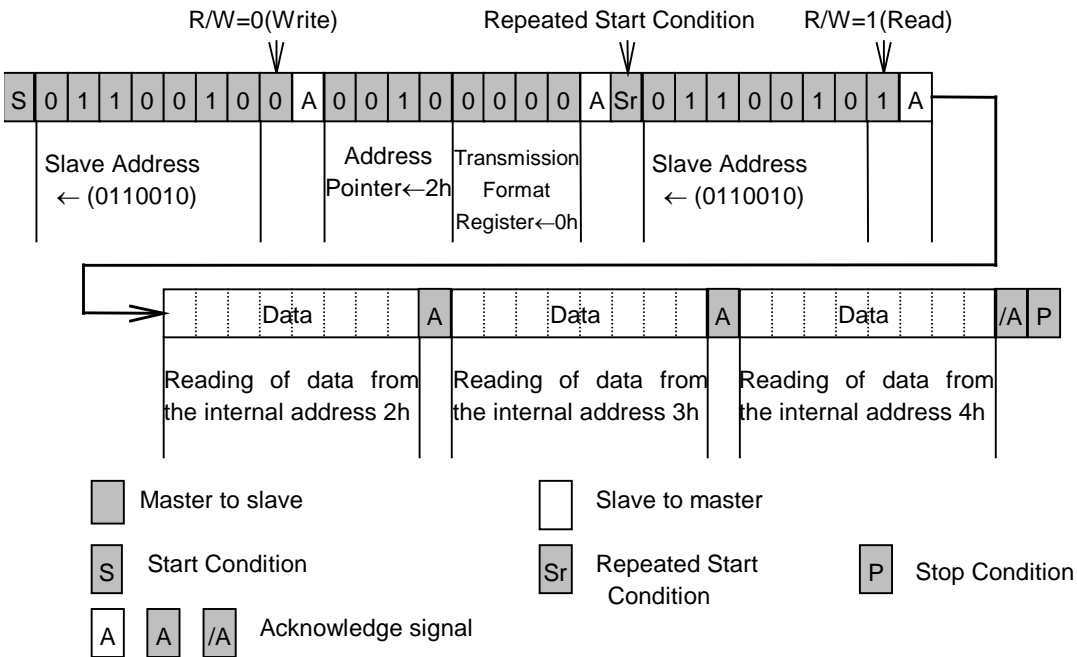 R/W=0(Write) Repeated Start Condition R/W=1(Read)
S 0 1 1 0 0 1 0 0 A 0 0 1 0 0 0 0 0 A Sr 0 1 1 0 0 1 0 1 A
Slave Address
← (0110010)
Address
Pointer←2h
Transmission
Format
Register←0h
Slave Address
← (0110010)
Data A Data A Data /A P
Reading of data from
the internal address 2h
Reading of data from
the internal address 3h
Reading of data from
the internal address 4h
Master to slave
Slave to master
S Start Condition
Sr Repeated Start
Condition
P Stop Condition
A A /A Acknowledge signal